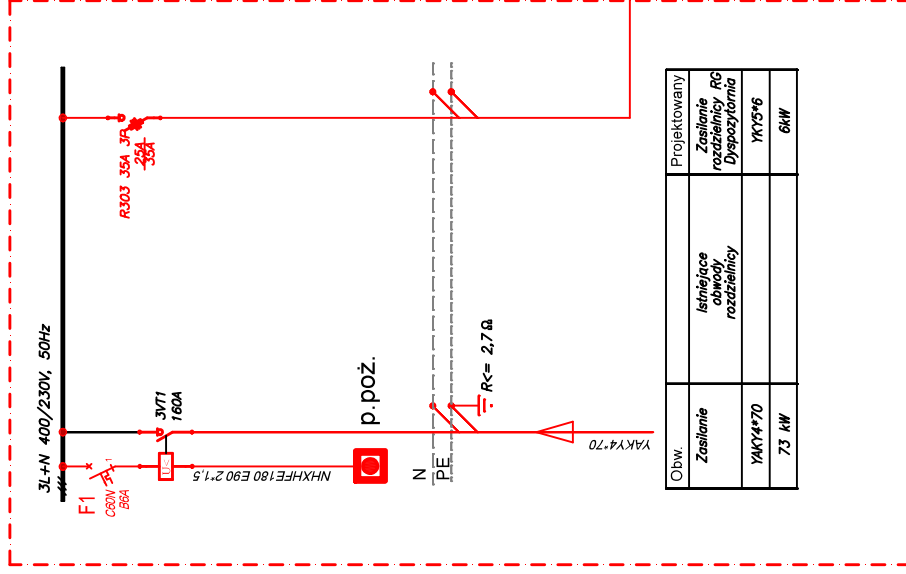 3L+N 400/230V, 50Hz
F1
C60N
B6A
3VT1
160A
U<
NHXHFE180 E90 2*1,5
p.poż.
R303 35A 3P
25A
35A
N
PE
R<= 2,7 Ω
YAKY4*70
Obw.
Projektowany
Zasilanie
Istniejące
obwody
rozdzielnicy
Zasilanie
rozdzielnicy RG
Dyspozytornia
YAKY4*70
YKY5*6
73 kW
6kW